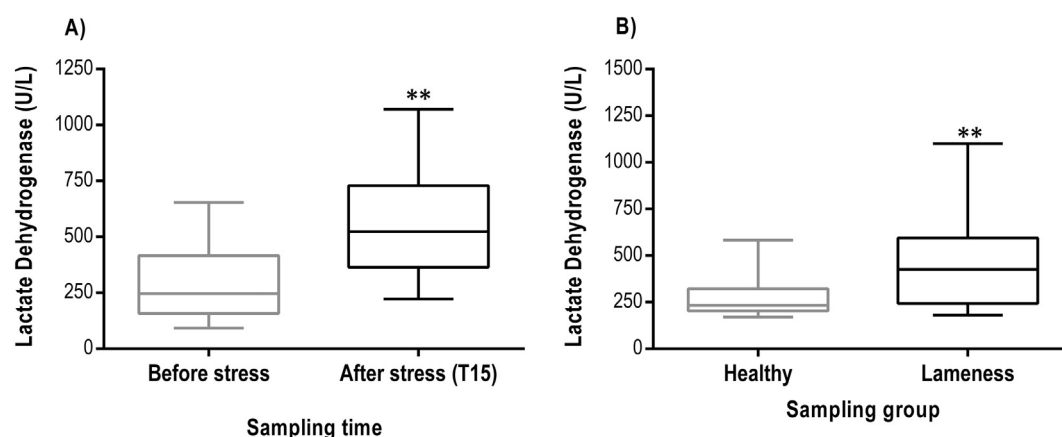 A)
Lactate Dehydrogenase (U/L)
1250
1000
750
500
250
0
**
Before stress
After stress (T15)
Sampling time
B)
Lactate Dehydrogenase (U/L)
1500
1250
1000
750
500
250
0
**
Healthy
Lameness
Sampling group